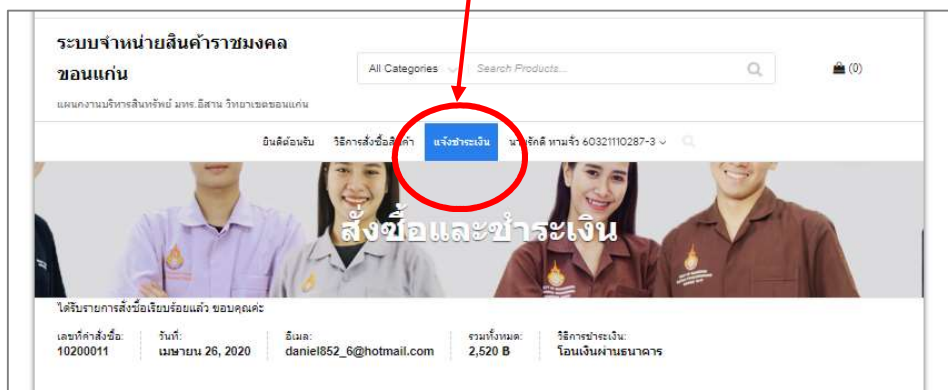 ระบบจำหน่ายสินค้าราชมงคล
ขอนแก่น
แผนกงานบริหารสินทรัพย์ มทร.อีสาน วิทยาเขตขอนแก่น
All Categories Search Products... (0)
ยินดีต้อนรับ วิธีการสั่งซื้อสินค้า แจ้งชำระเงิน 60321110287-3
สั่งซื้อและชำระเงิน
ได้รับรายการสั่งซื้อเรียบร้อยแล้ว ขอบคุณค่ะ
เลขที่คำสั่งซื้อ: วันที่: อีเมล: รวมทั้งหมด: วิธีการชำระเงิน:
10200011 เมษายน 26, 2020 daniel852_6@hotmail.com 2,520 ฿ โอนเงินผ่านธนาคาร